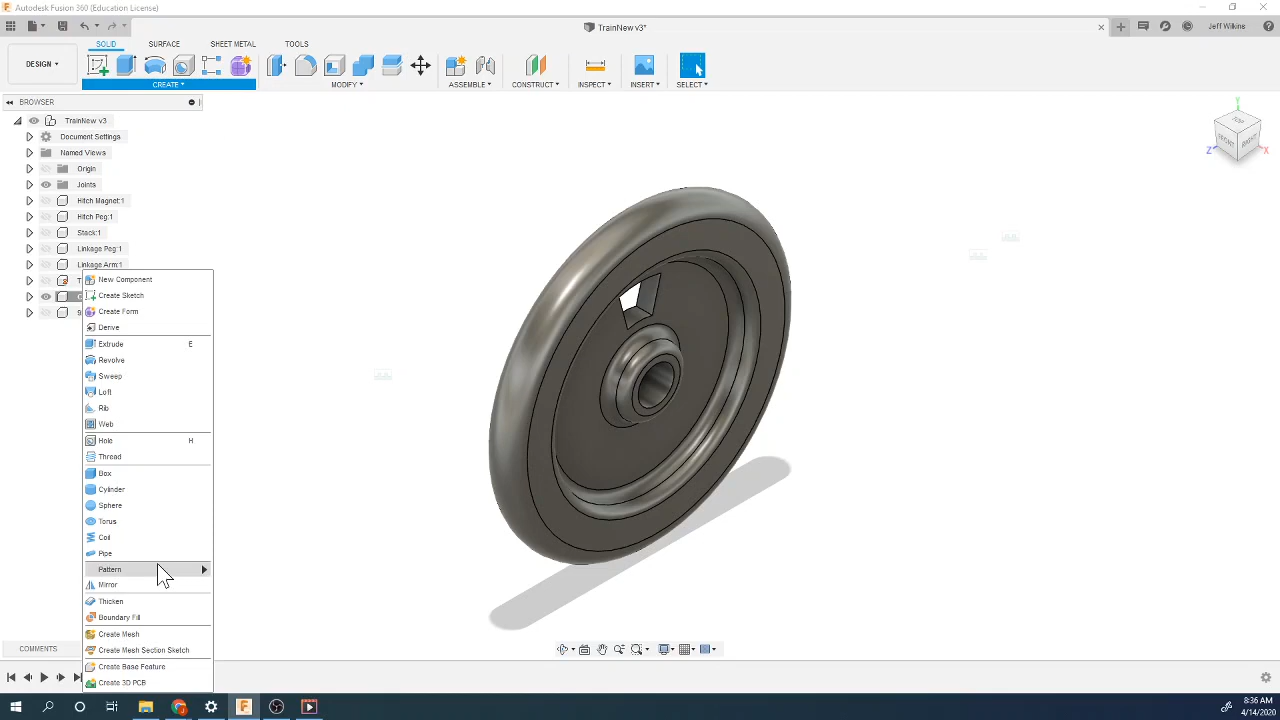 Autodesk Fusion 360 (Education License)
TrainNew v3*
Jeff Wilkins
SOLID SURFACE SHEET METAL TOOLS
DESIGN
CREATE MODIFY ASSEMBLE CONSTRUCT INSPECT INSERT SELECT
BROWSER
TrainNew v3
Document Settings
Named Views
Origin
Joints
Hitch Magnet:1
Hitch Peg:1
Stack:1
Linkage Peg:1
Linkage Arm:1
New Component
Create Sketch
Create Form
Derive
Extrude E
Revolve
Sweep
Loft
Rib
Web
Hole H
Thread
Box
Cylinder
Sphere
Torus
Coil
Pipe
Pattern
Mirror
Thicken
Boundary Fill
Create Mesh
Create Mesh Section Sketch
Create Base Feature
Create 3D PCB
COMMENTS
Y
TOP
FRONT RIGHT
Z X
8:36 AM
4/14/2020